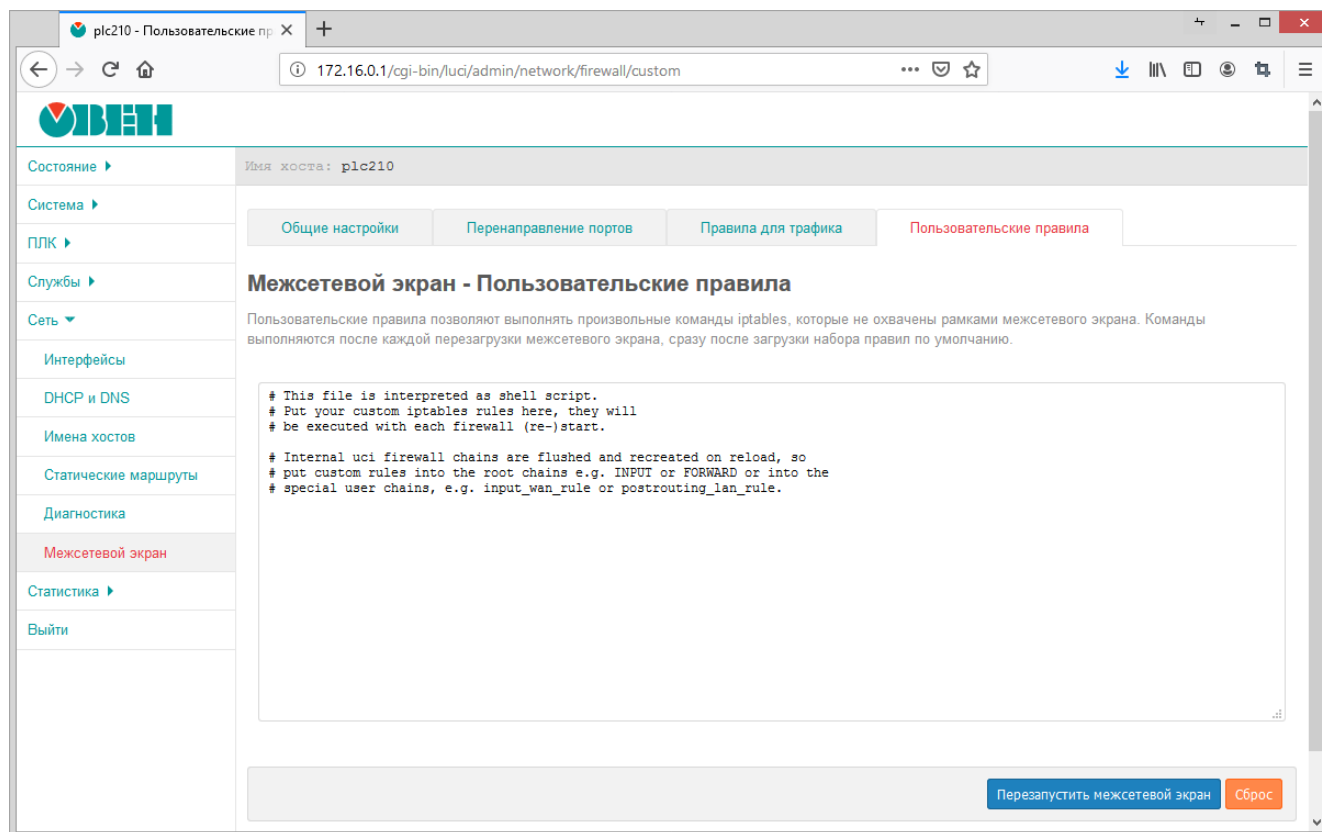 plc210 - Пользовательские пр
172.16.0.1/cgi-bin/luci/admin/network/firewall/custom
ОВЕН
Состояние
Имя хоста: plc210
Система
ПЛК
Службы
Сеть
Интерфейсы
DHCP и DNS
Имена хостов
Статические маршруты
Диагностика
Межсетевой экран
Статистика
Выйти
Общие настройки
Перенаправление портов
Правила для трафика
Пользовательские правила
Межсетевой экран - Пользовательские правила
Пользовательские правила позволяют выполнять произвольные команды iptables, которые не охвачены рамками межсетевого экрана. Команды
выполняются после каждой перезагрузки межсетевого экрана, сразу после загрузки набора правил по умолчанию.
# This file is interpreted as shell script.
# Put your custom iptables rules here, they will
# be executed with each firewall (re-)start.
# Internal uci firewall chains are flushed and recreated on reload, so
# put custom rules into the root chains e.g. INPUT or FORWARD or into the
# special user chains, e.g. input_wan_rule or postrouting_lan_rule.
Перезапустить межсетевой экран
Сброс